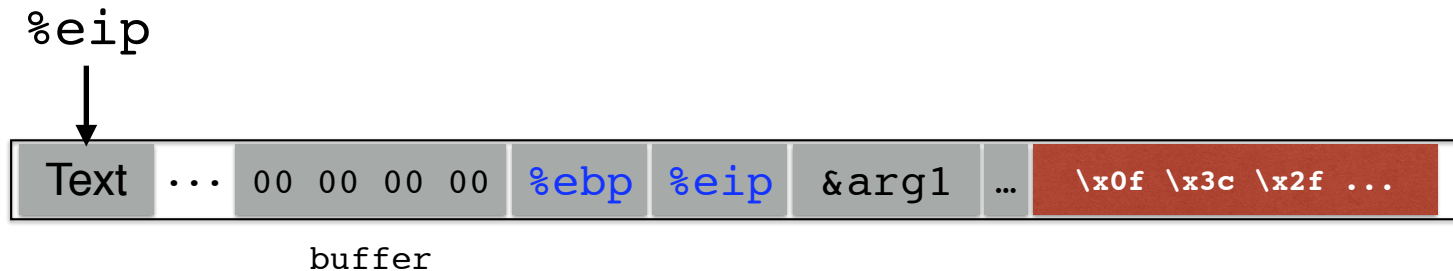 %eip
Text ... 00 00 00 00 %ebp %eip &arg1 … \x0f \x3c \x2f ...
buffer